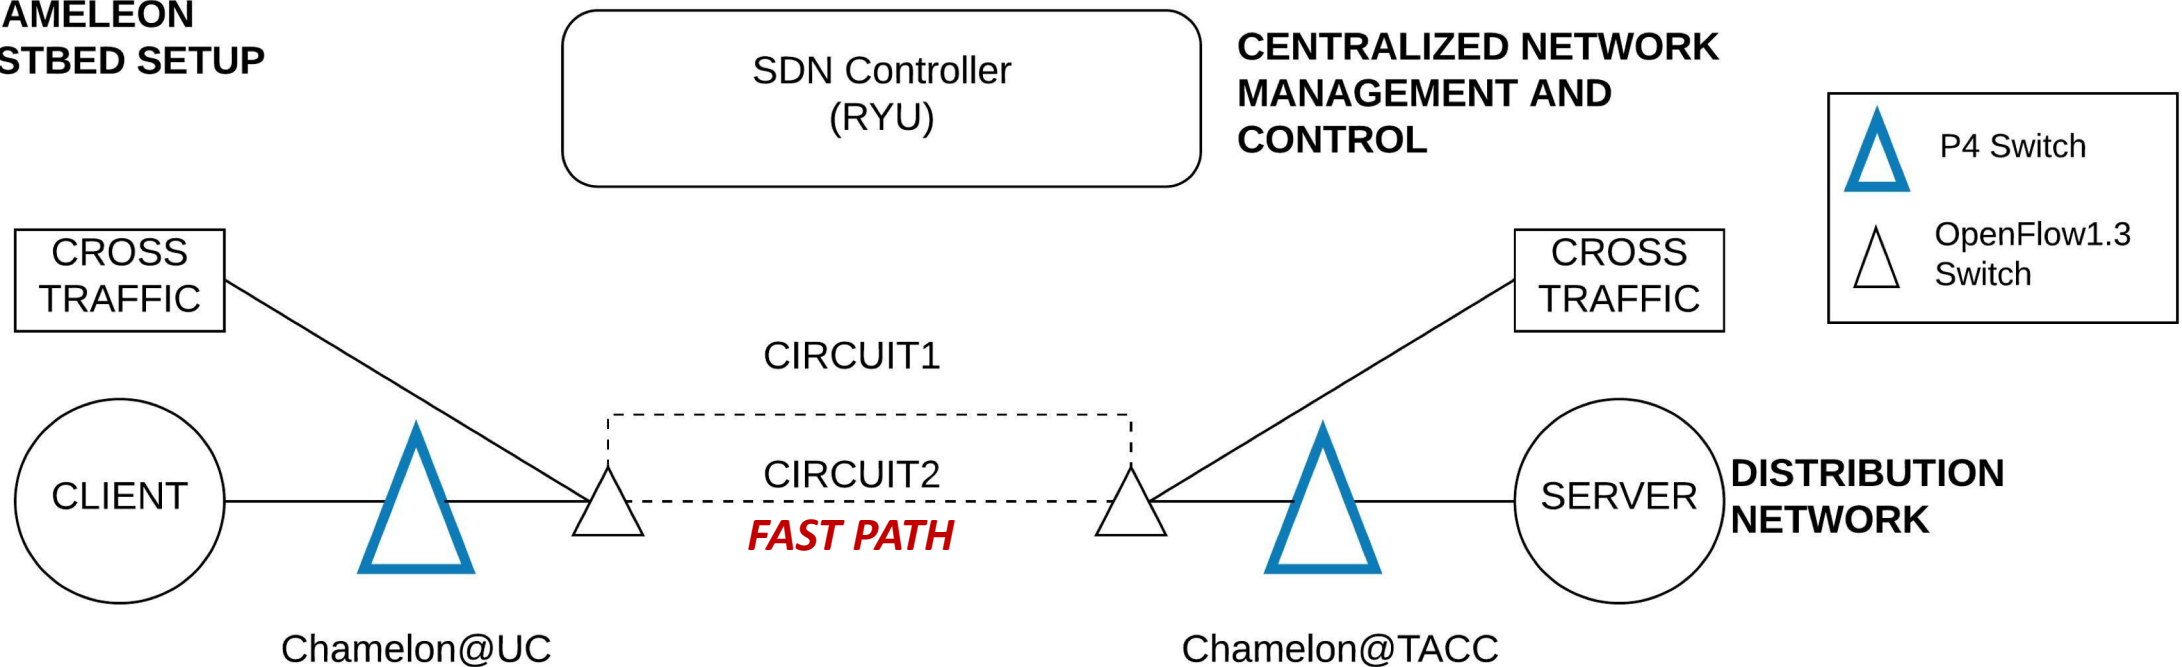 AMELEON
STBED SETUP
SDN Controller
(RYU)
CENTRALIZED NETWORK
MANAGEMENT AND
CONTROL
P4 Switch
OpenFlow1.3
Switch
CROSS
TRAFFIC
CROSS
TRAFFIC
CIRCUIT1
CLIENT
CIRCUIT2
FAST PATH
SERVER
DISTRIBUTION
NETWORK
Chamelon@UC
Chamelon@TACC